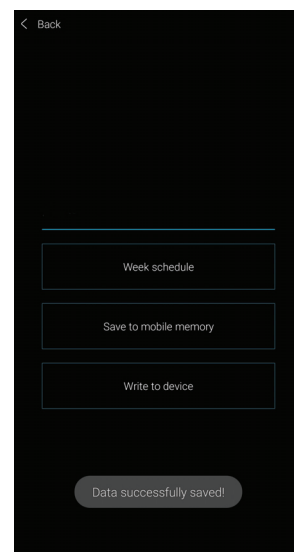 Back
Week schedule
Save to mobile memory
Write to device
Data successfully saved!